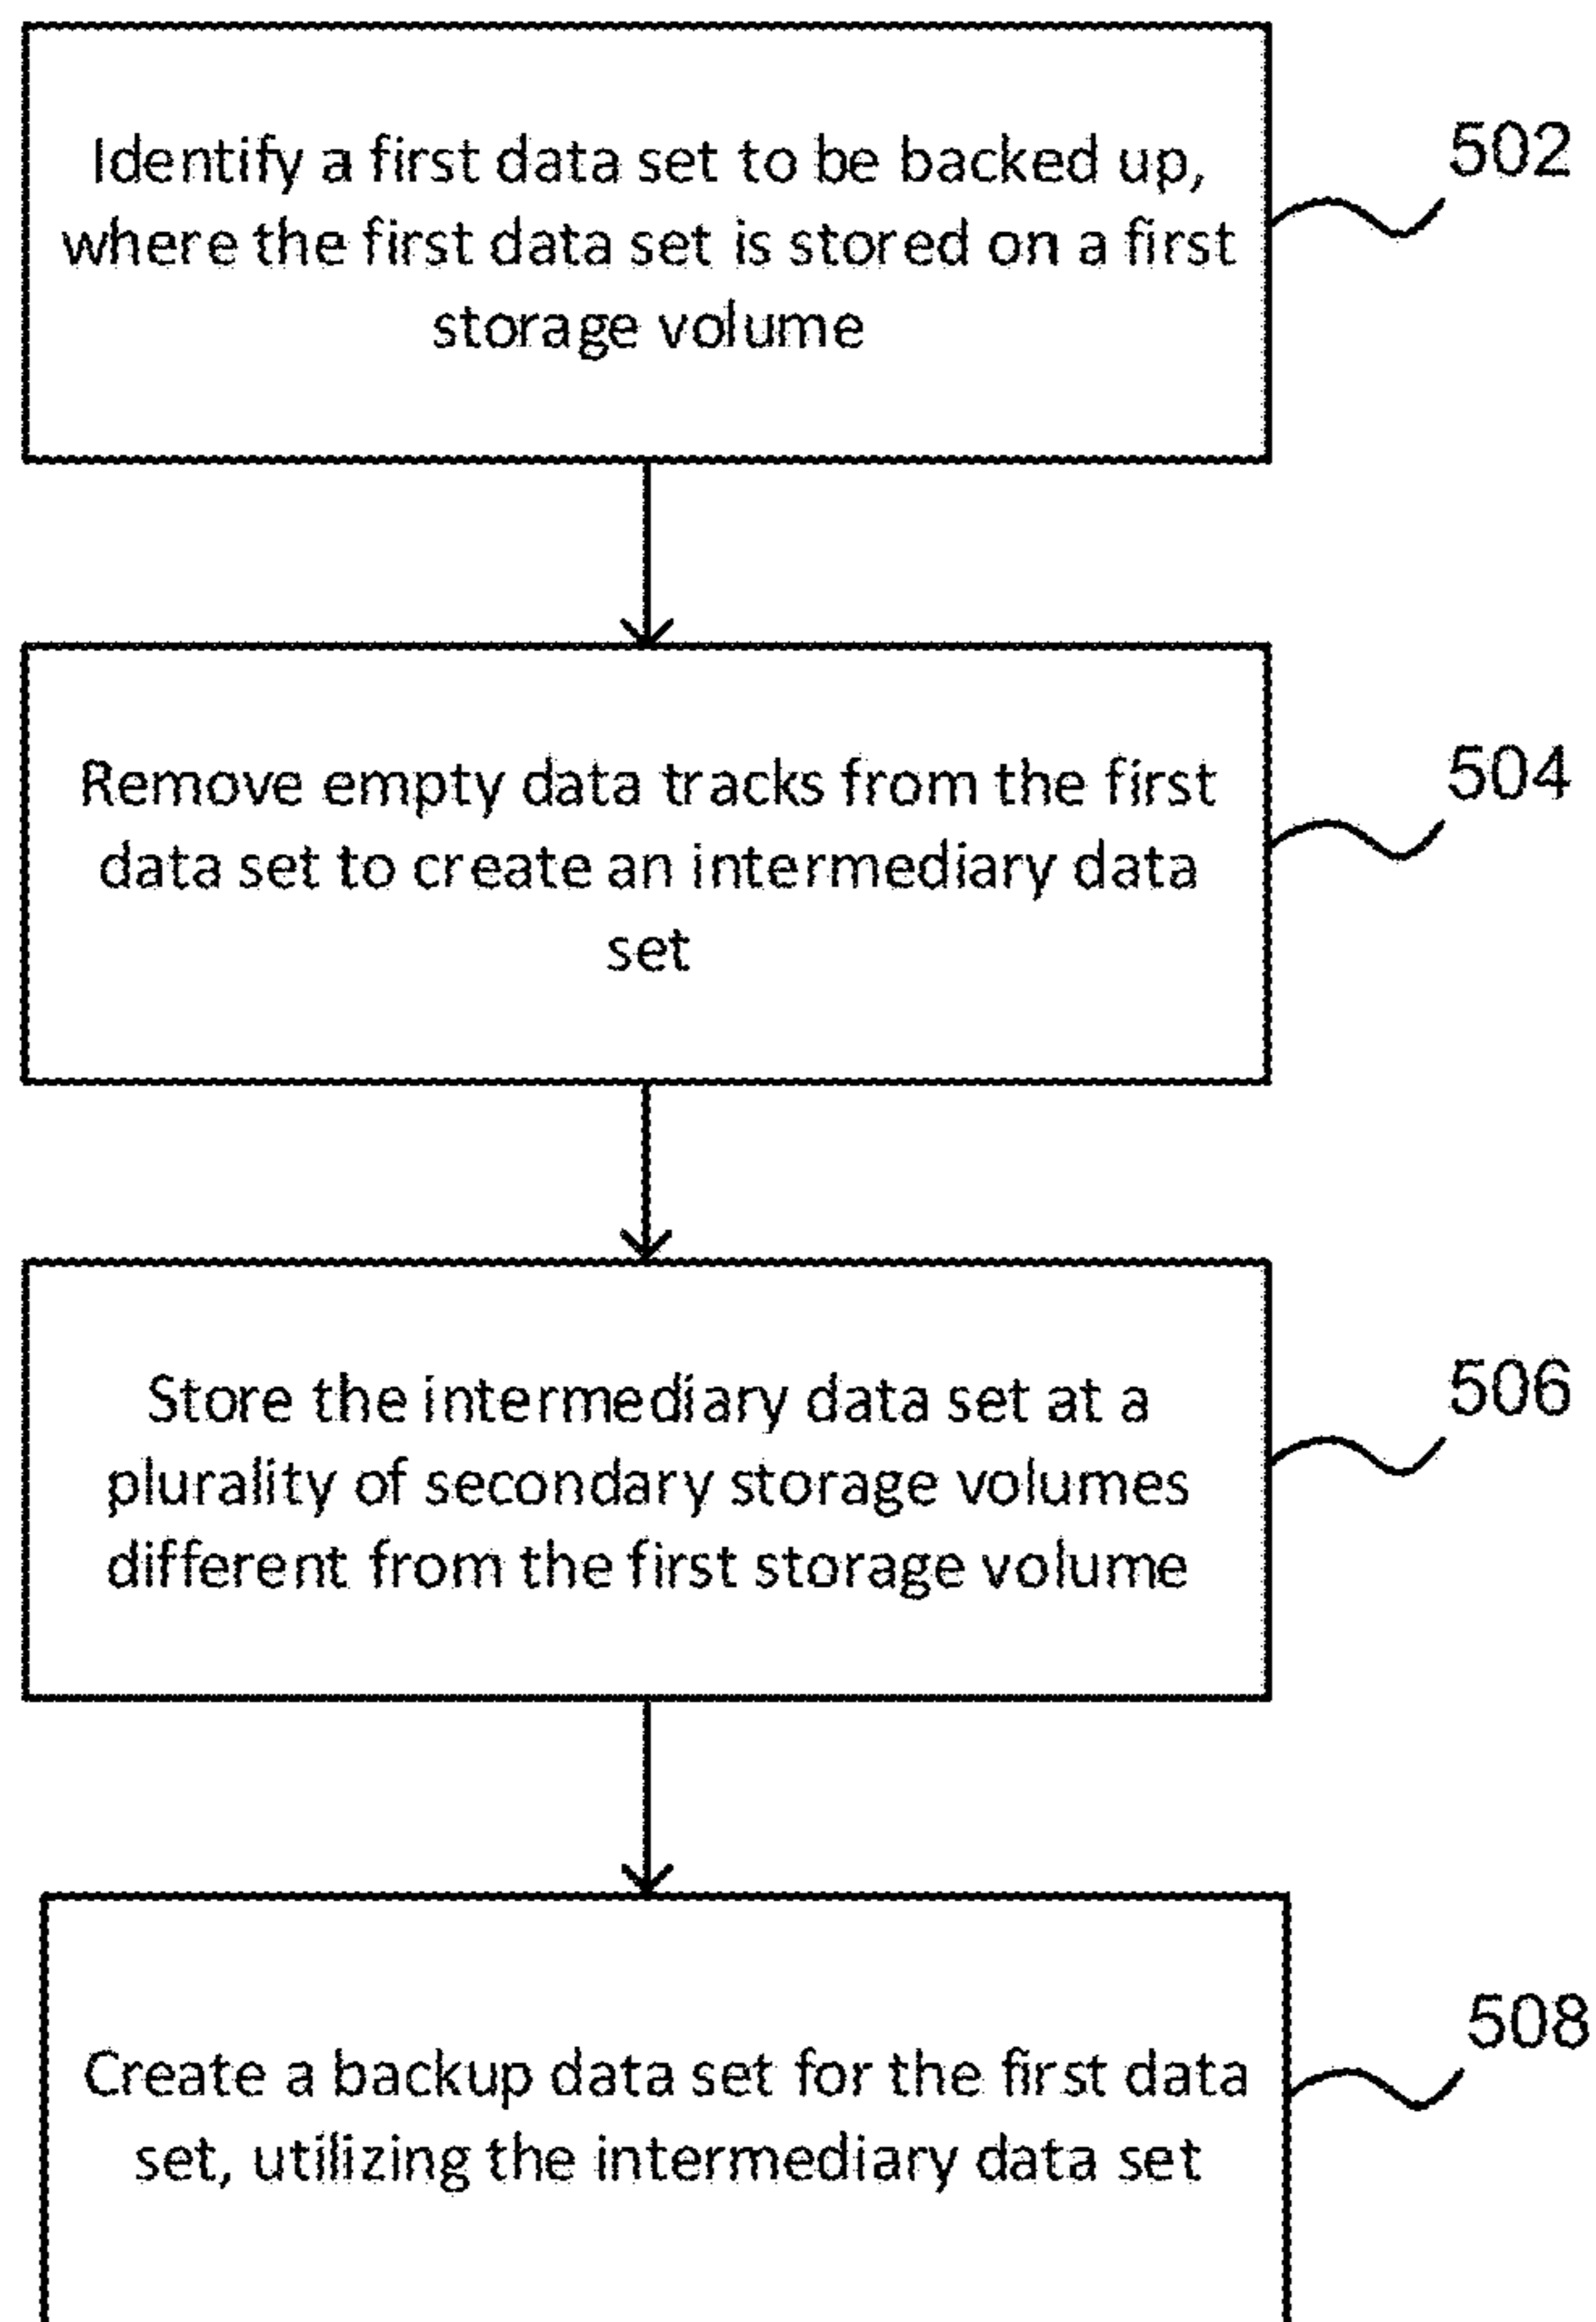 Identify a first data set to be backed up,
where the first data set is stored on a first
storage volume
502
Remove empty data tracks from the first
data set to create an intermediary data
set
504
Store the intermediary data set at a
plurality of secondary storage volumes
different from the first storage volume
506
Create a backup data set for the first data
set, utilizing the intermediary data set
508